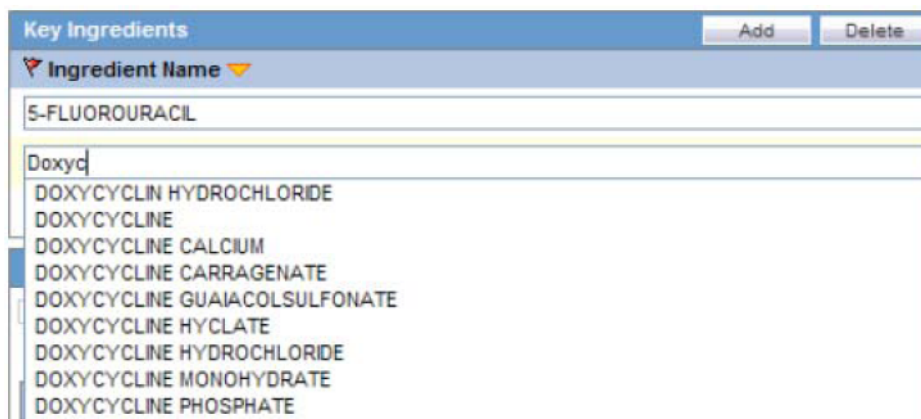 Key Ingredients Add Delete
Ingredient Name
5-FLUOROURACIL
Doxyc
DOXYCYCLIN HYDROCHLORIDE
DOXYCYCLINE
DOXYCYCLINE CALCIUM
DOXYCYCLINE CARRAGENATE
DOXYCYCLINE GUAIACOLSULFONATE
DOXYCYCLINE HYCLATE
DOXYCYCLINE HYDROCHLORIDE
DOXYCYCLINE MONOHYDRATE
DOXYCYCLINE PHOSPHATE